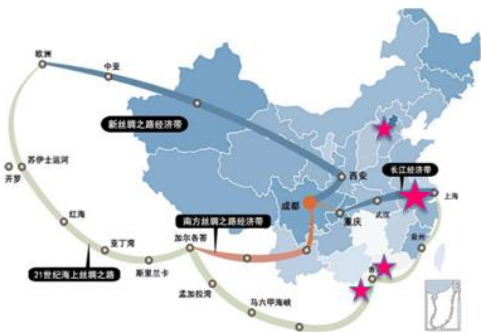 欧洲
中亚
新丝绸之路经济带
西安
长江经济带
苏伊士运河
开罗
成都
上海
武汉
重庆
红海
南方丝绸之路经济带
亚丁湾
加尔各答
泉州
21世纪海上丝绸之路
斯里兰卡
孟加拉湾
马六甲海峡